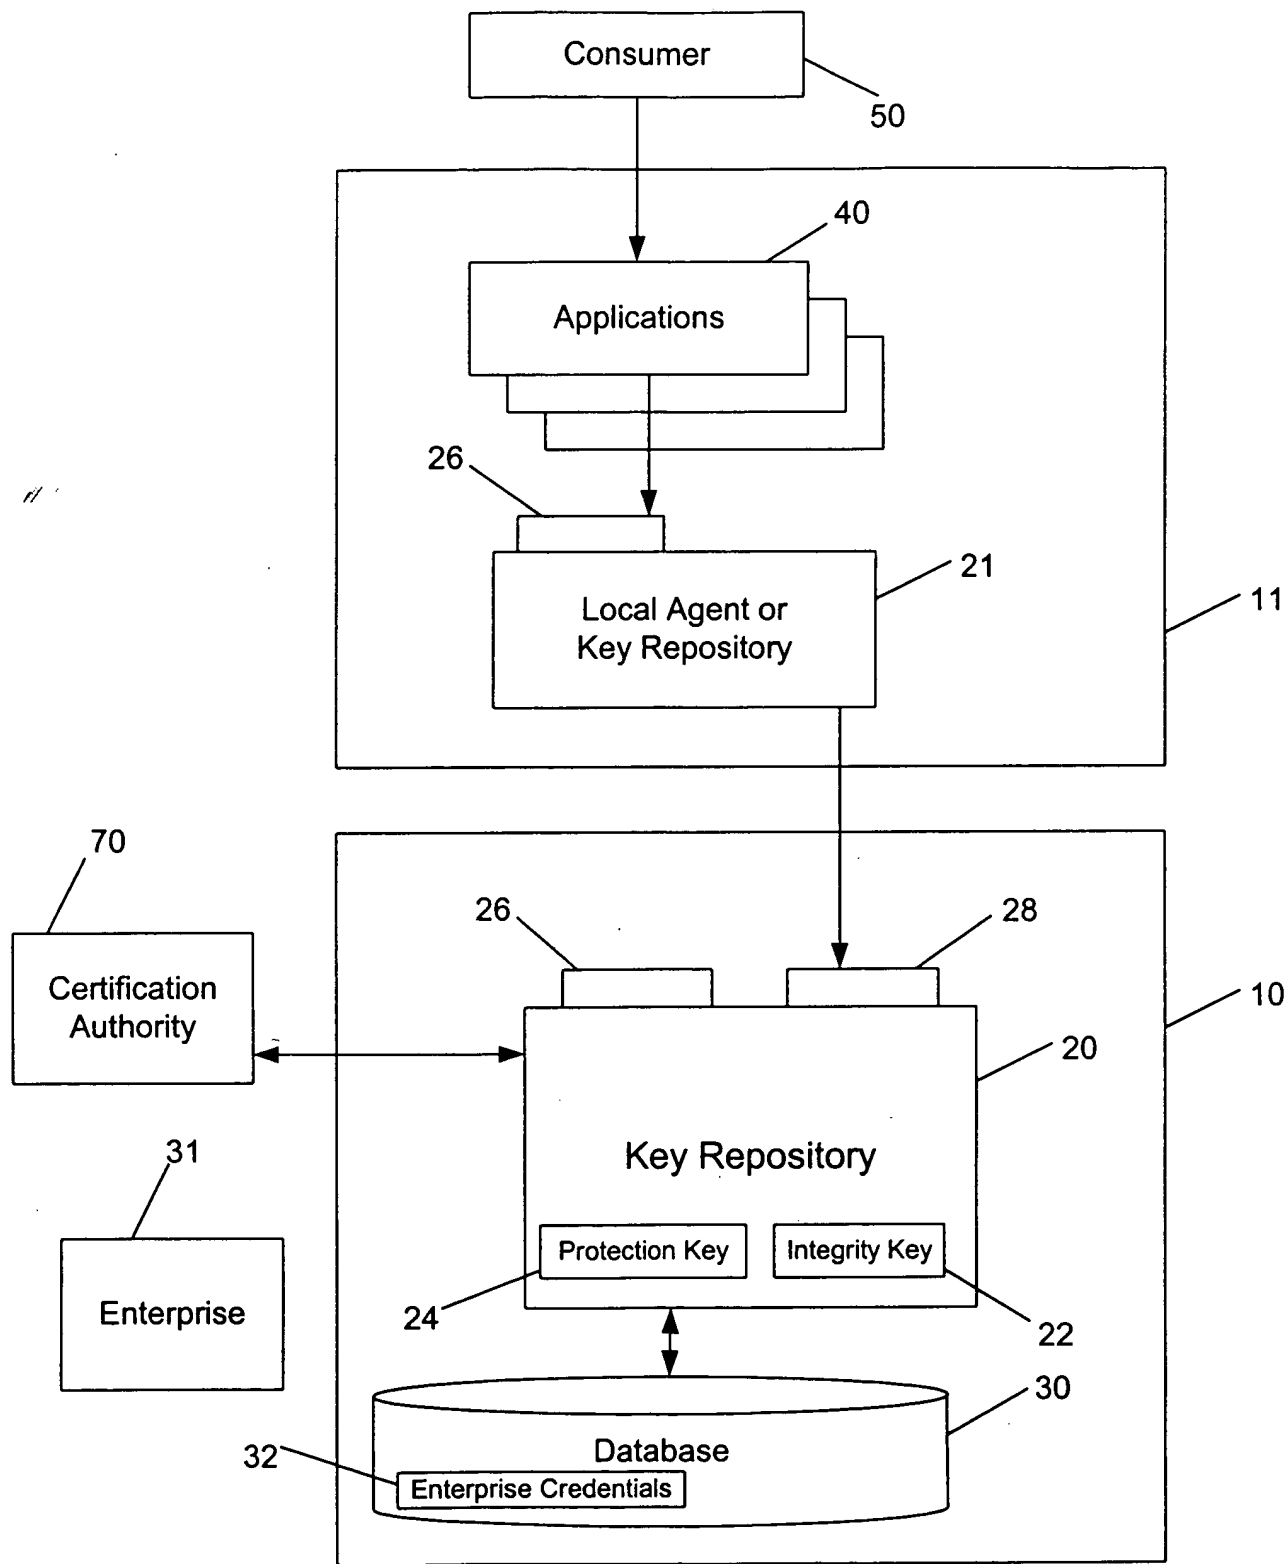 Consumer
50
40
Applications
26
21
Local Agent or
Key Repository
11
70
26
28
Certification
Authority
10
20
31
Key Repository
Protection Key
Integrity Key
Enterprise
24
22
30
Database
32
Enterprise Credentials